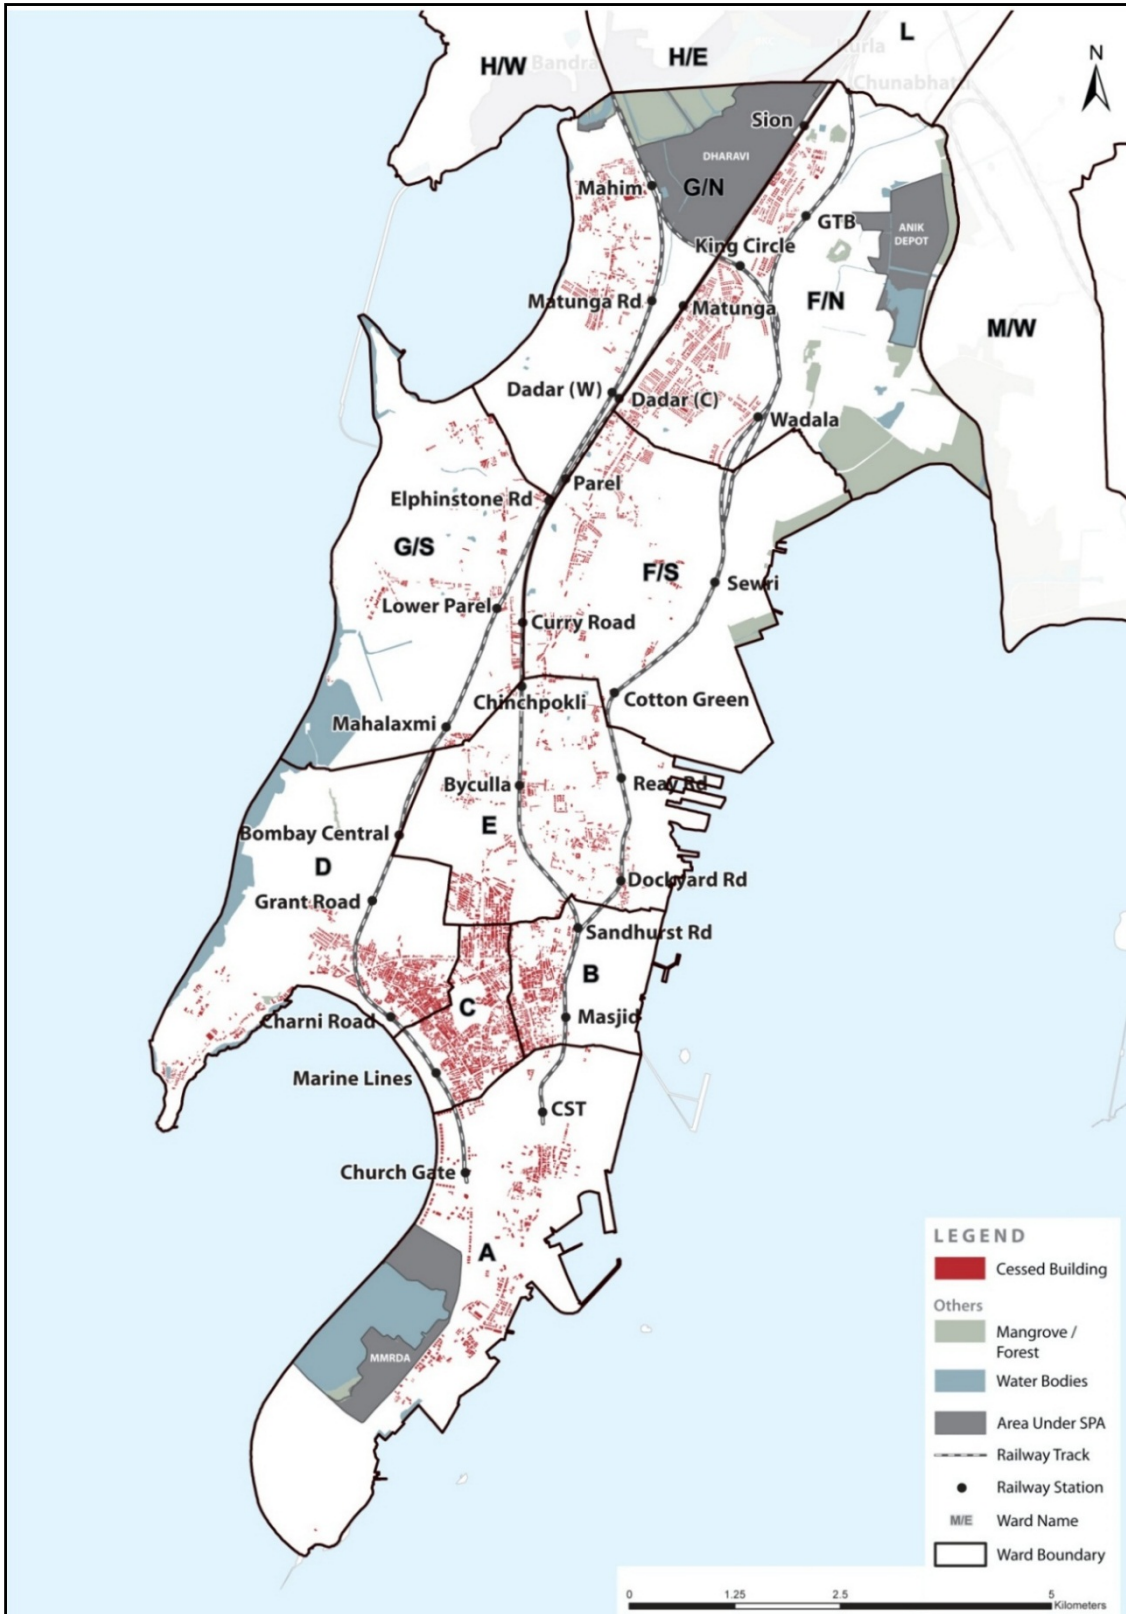 L
H/E
H/W
Bandra
Kurla
Chunabhatti
N
Sion
DHARAVI
Mahim
G/N
GTB
ANIK
DEPOT
King Circle
Matunga Rd
Matunga
F/N
M/W
Dadar (W)
Dadar (C)
Wadala
Parel
Elphinstone Rd
G/S
F/S
Sewri
Lower Parel
Curry Road
Chinchpokli
Cotton Green
Mahalaxmi
Byculla
Reay Rd
Bombay Central
E
D
Grant Road
Dockyard Rd
Sandhurst Rd
B
C
Charni Road
Masjid
Marine Lines
CST
Church Gate
A
MMRDA
LEGEND
Cessed Building
Others
Mangrove /
Forest
Water Bodies
Area Under SPA
Railway Track
Railway Station
M/E Ward Name
Ward Boundary
0 1.25 2.5 5
Kilometers